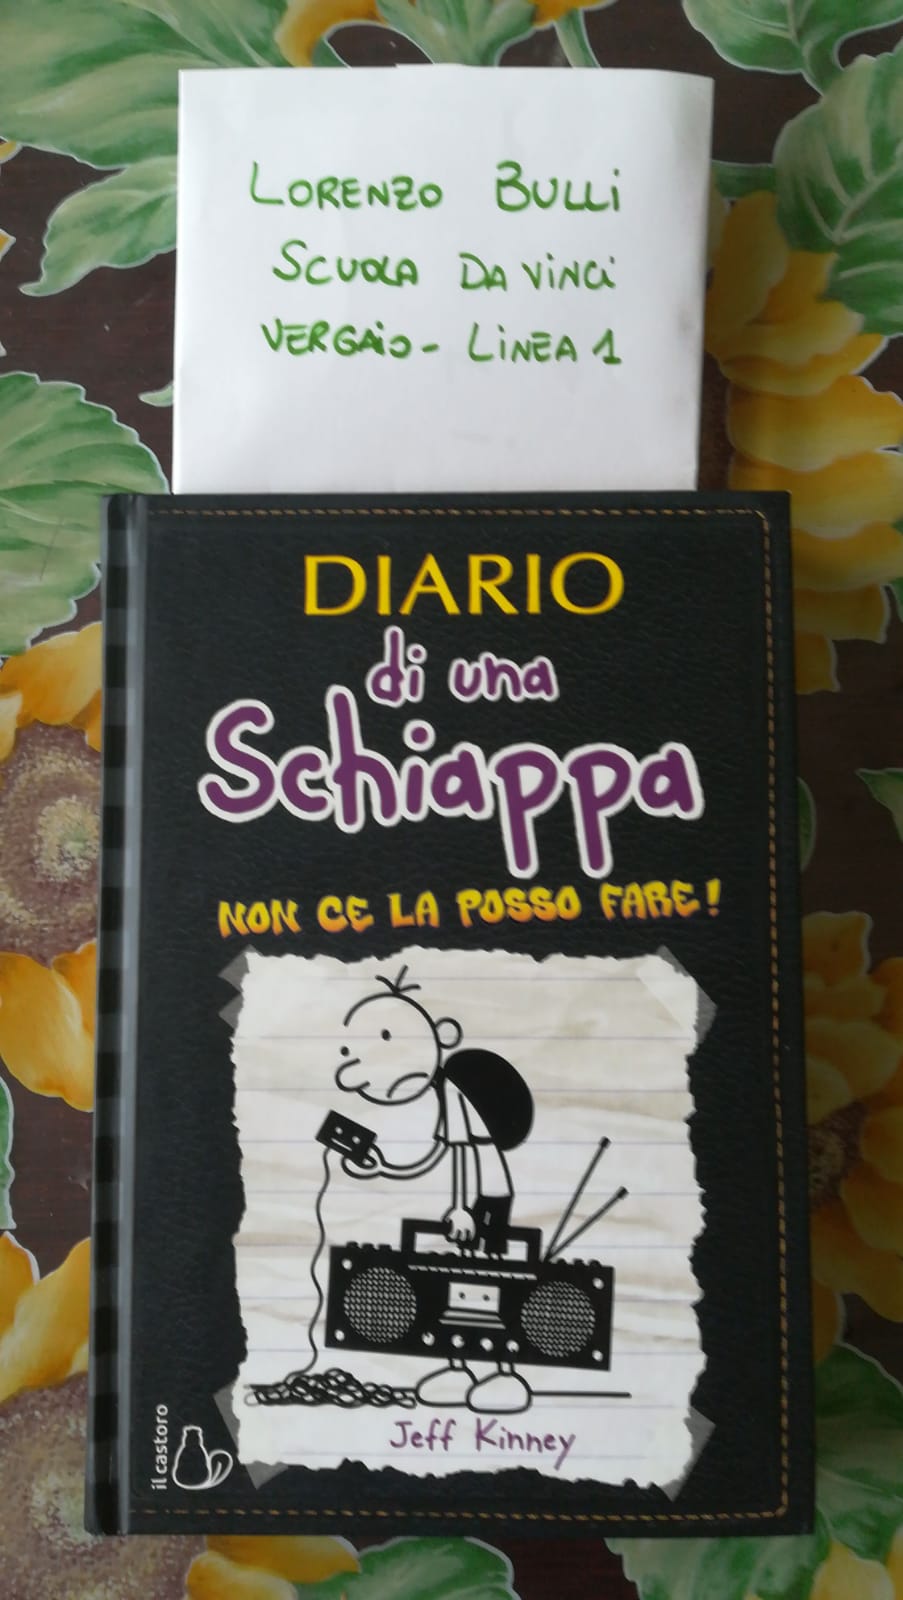 LORENZO BULLi
SCUOLA DA ViNCi
VERGAiO - LiNEA 1
DIARIO
di una
Schiappa
NON CE LA POSSO FARE!
Jeff Kinney
il castoro